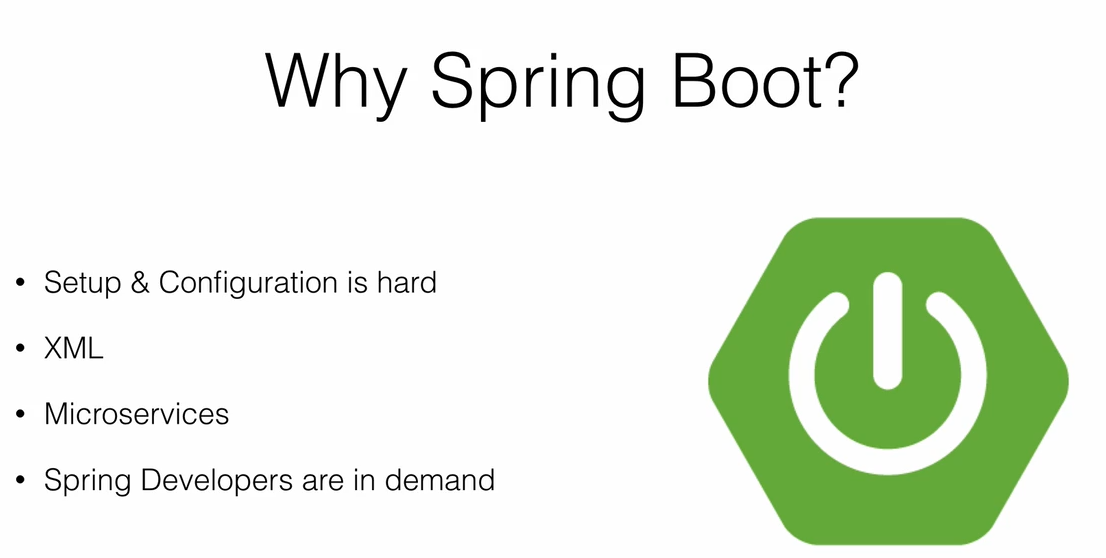 Why Spring Boot?
• Setup & Configuration is hard
• XML
• Microservices
• Spring Developers are in demand